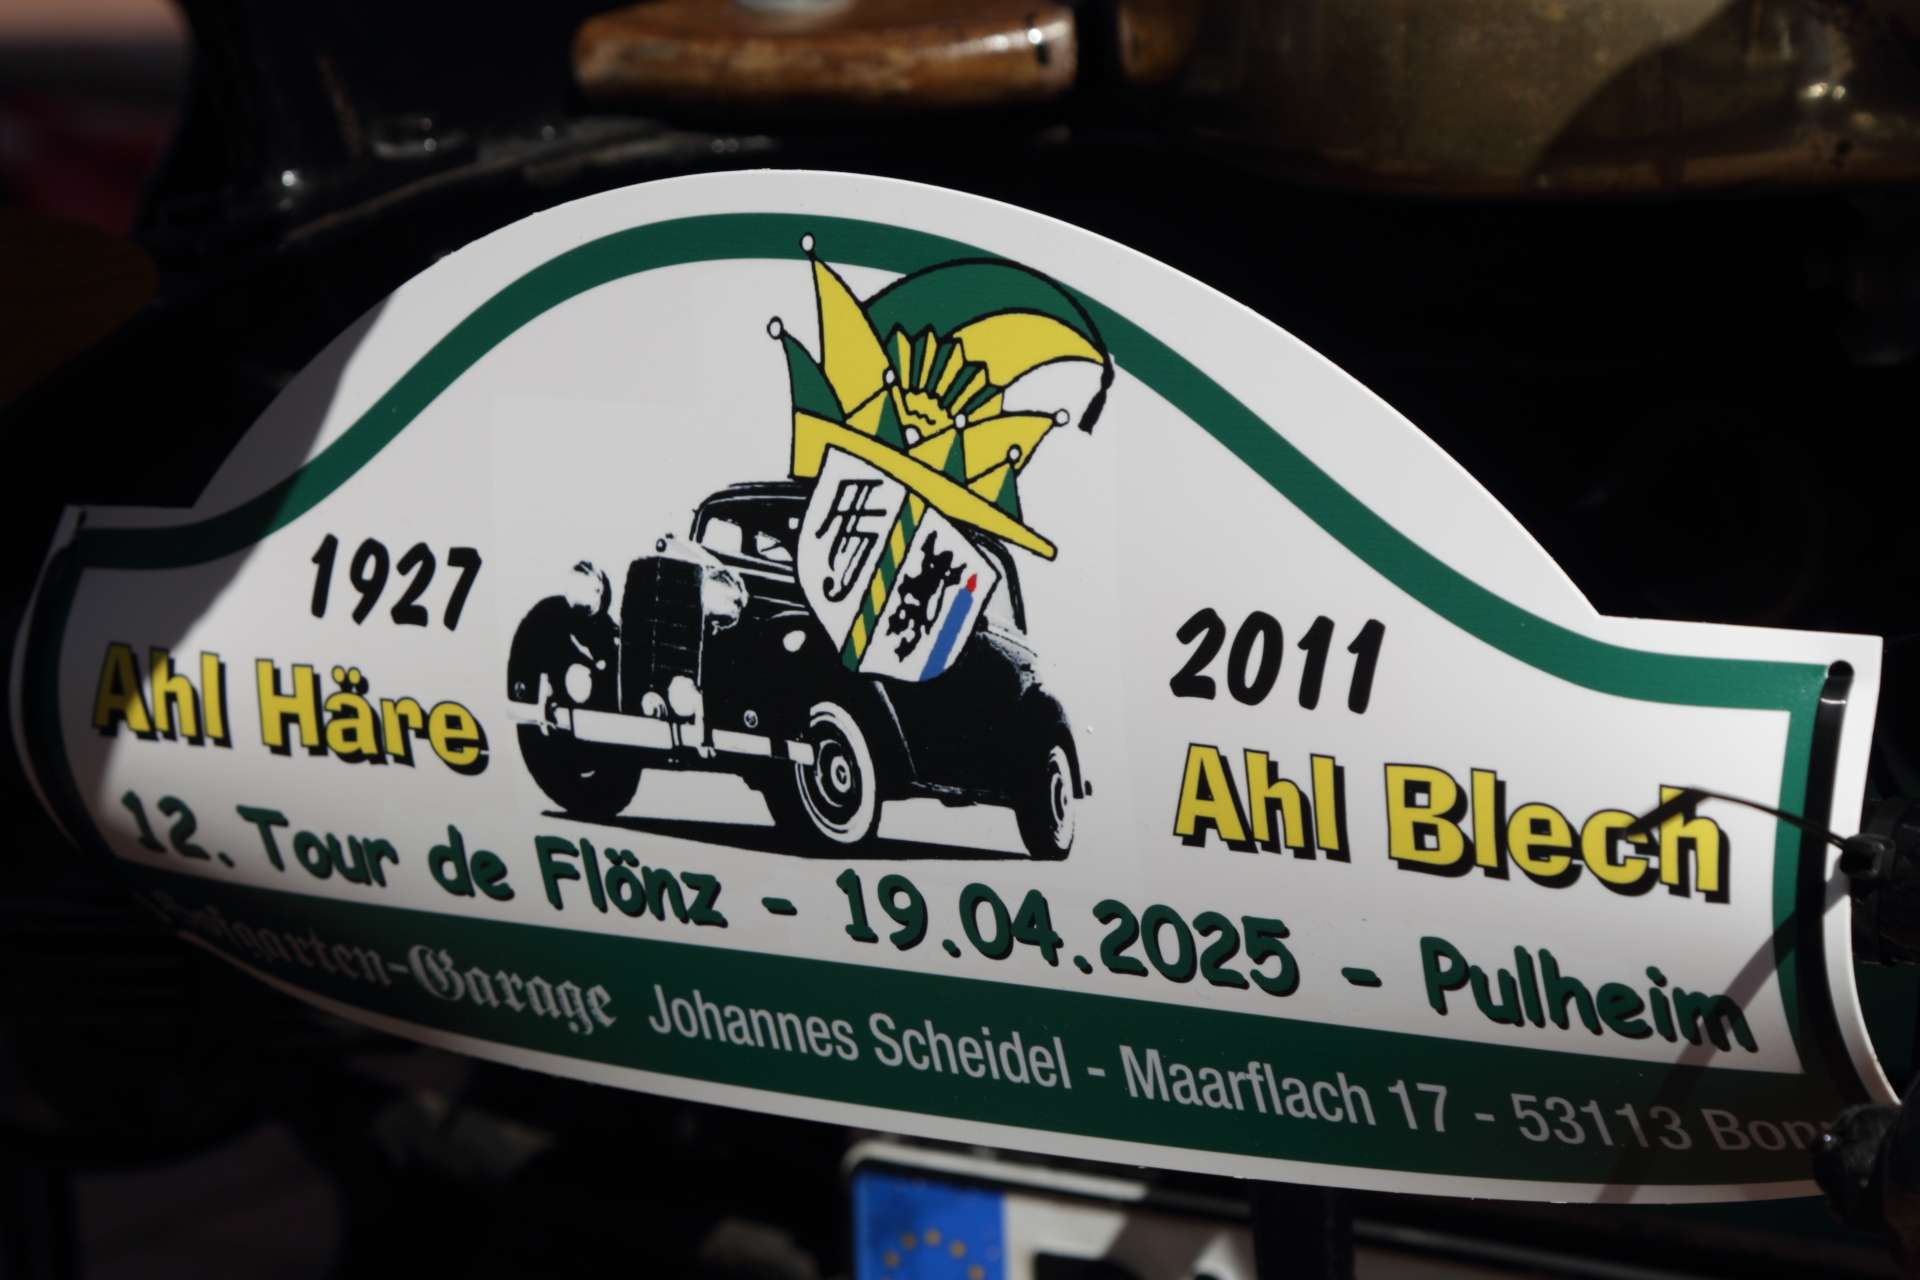 1927
2011
Ahl Häre
Ahl Blech
12. Tour de Flönz - 19.04.2025 - Pulheim
Johannes Scheidel - Maarflach 17 - 53113 Bonn